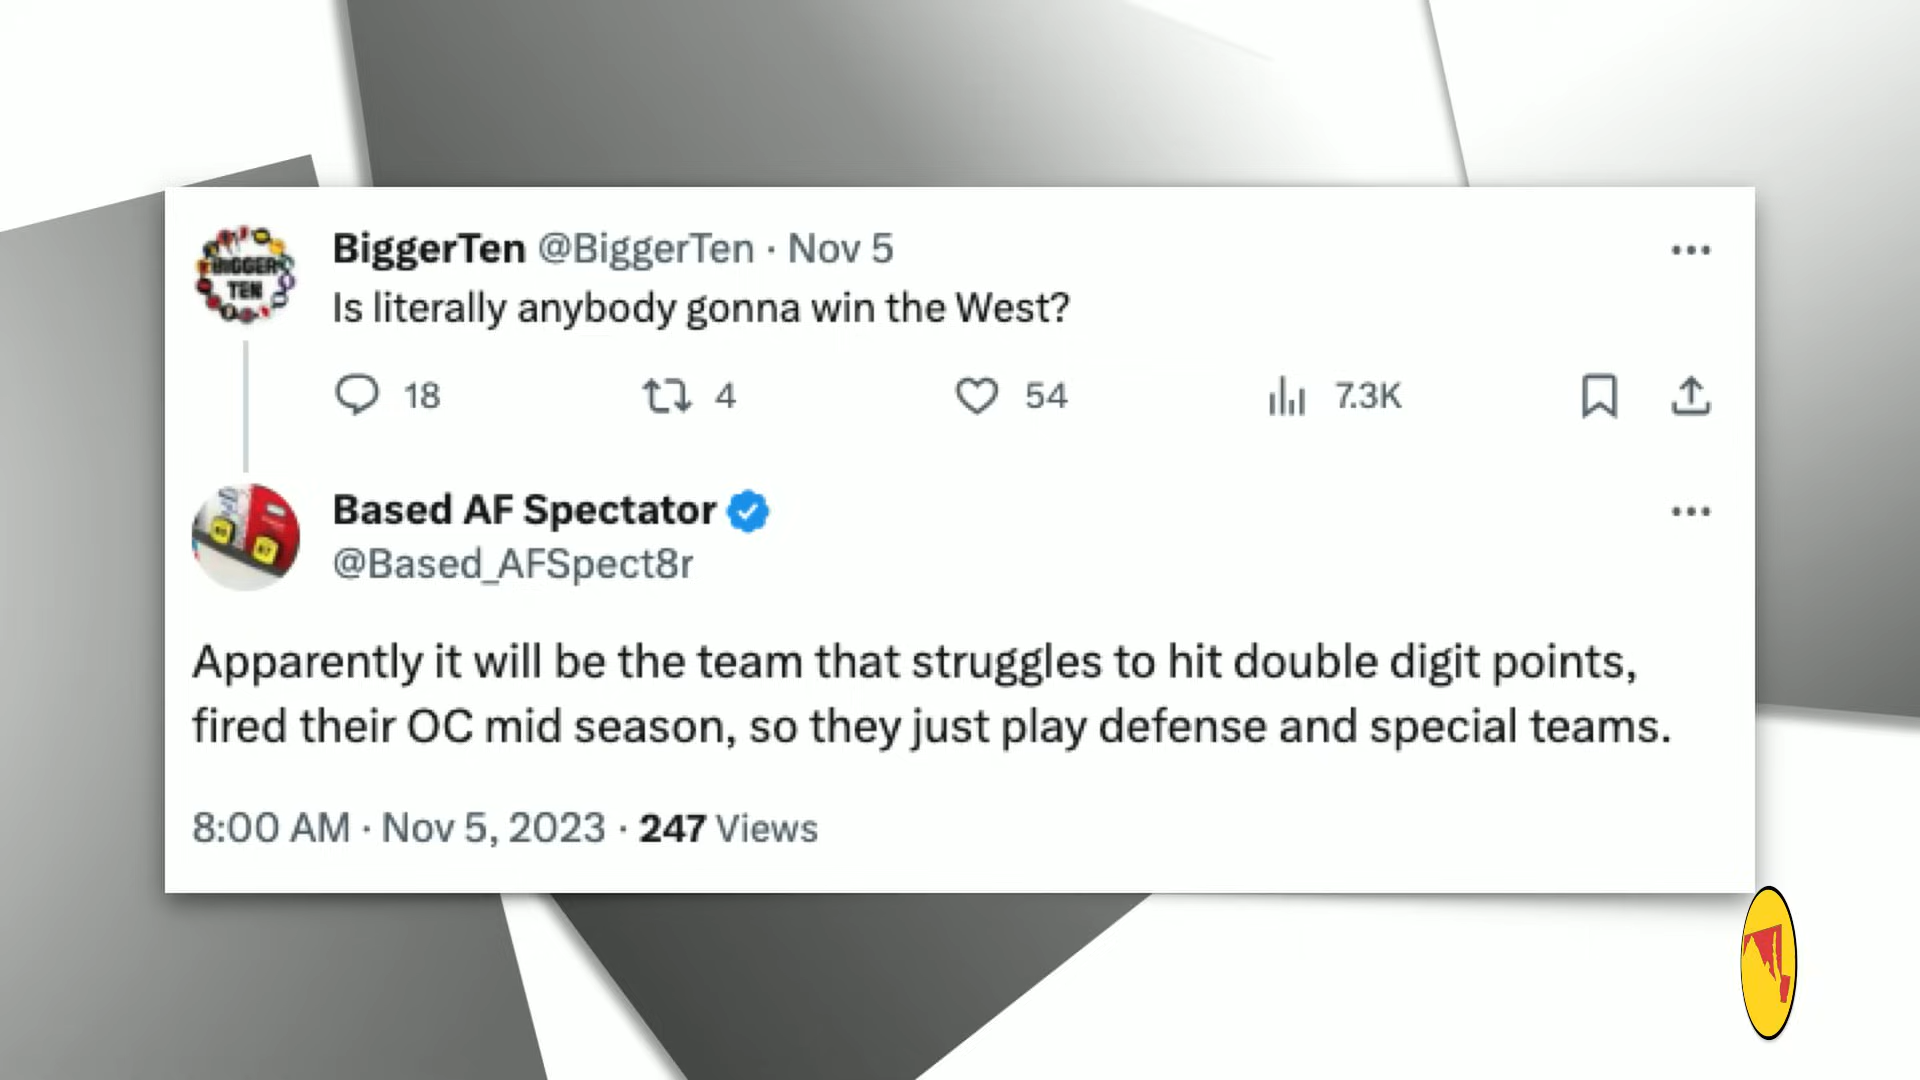 BIGGER
TEN
BiggerTen @BiggerTen · Nov 5
Is literally anybody gonna win the West?
18 4 54 7.3K
Based AF Spectator
@Based_AFSpect8r
Apparently it will be the team that struggles to hit double digit points,
fired their OC mid season, so they just play defense and special teams.
8:00 AM · Nov 5, 2023 · 247 Views